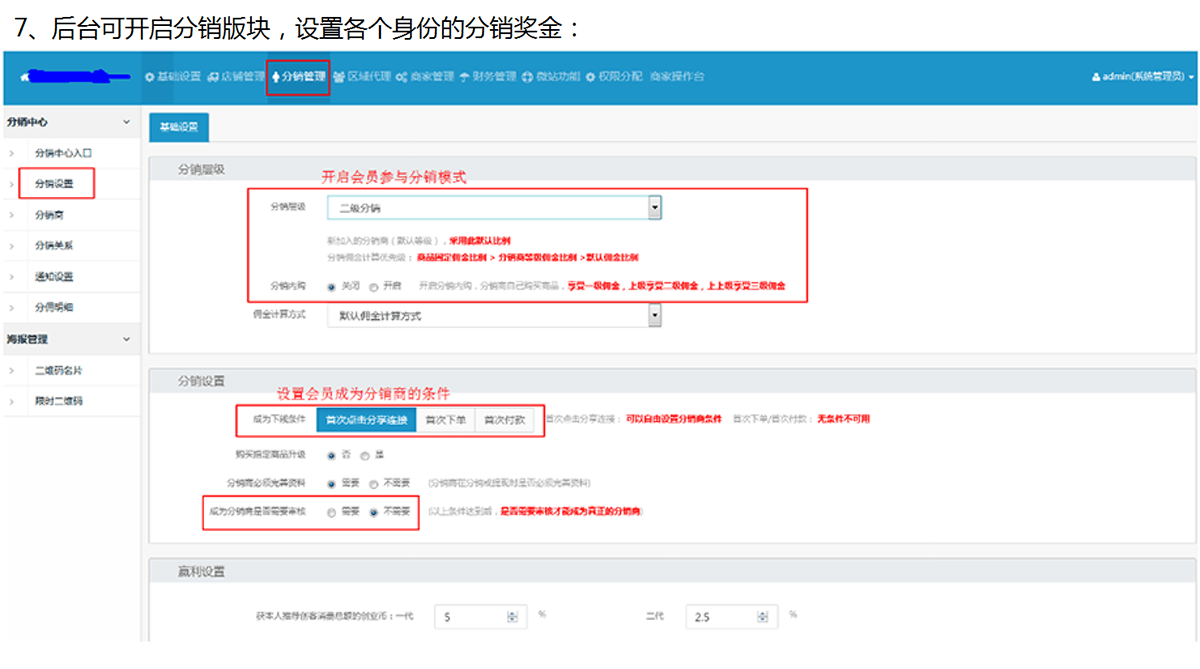 7、后台可开启分销版块，设置各个身份的分销奖金：
基础设置 店铺管理 分销管理 区域代理 商家管理 财务管理 微站功能 权限分配 商家操作台 admin(系统管理员)
分销中心
基础设置
分销中心入口
分销层级
开启会员参与分销模式
分销设置
分销层级 二级分销
分销商
新加入的分销商（默认等级），采用此默认比例
分销关系
分销佣金计算优先级：商品固定佣金比例 > 分销商等级佣金比例 >默认佣金比例
通知设置
分销内购 关闭 开启 开启分销内购，分销商自己购买商品，享受一级佣金，上级享受二级佣金，上上级享受三级佣金
分佣明细
佣金计算方式 默认佣金计算方式
海报管理
二维码名片
分销设置
设置会员成为分销商的条件
限时二维码
成为下线条件 首次点击分享连接 首次下单 首次付款 首次点击分享连接：可以自由设置分销商条件 首次下单/首次付款：无条件不可用
购买指定商品升级 否 是
分销商必须完善资料 需要 不需要 (分销商在分销或提现时是否必须完善资料)
成为分销商是否需要审核 需要 不需要 (以上条件达到后，是否需要审核才能成为真正的分销商)
赢利设置
获本人推荐创客消费总额的创业币：一代 5 % 二代 2.5 %